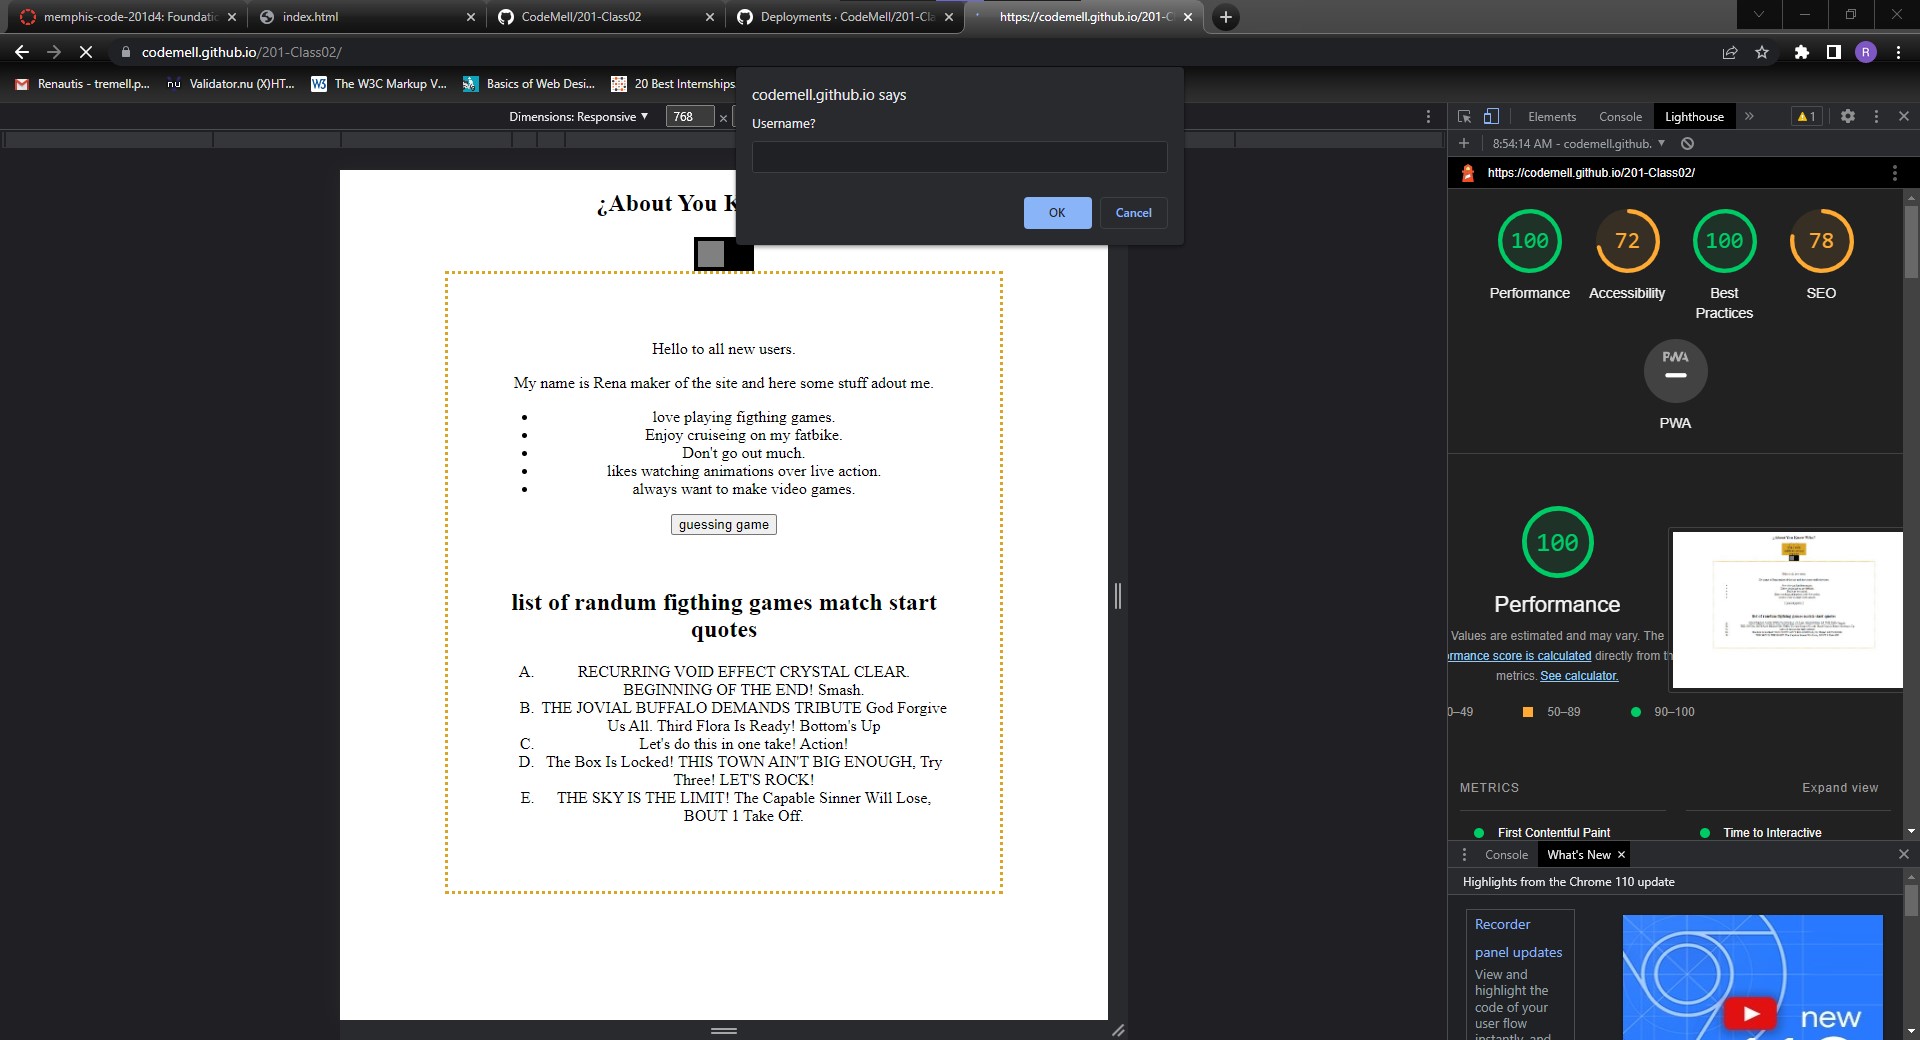 memphis-code-201d4: Foundatic
index.html
CodeMell/201-Class02
Deployments · CodeMell/201-Cla
https://codemell.github.io/201-C
codemell.github.io/201-Class02/
R
Renautis - tremell.p...
nu Validator.nu (X)HT...
W3 The W3C Markup V...
Basics of Web Desi...
20 Best Internships
codemell.github.io says
Username?
OK
Cancel
Dimensions: Responsive
768 ×
¿About You K
Hello to all new users.
My name is Rena maker of the site and here some stuff adout me.
• love playing figthing games.
• Enjoy cruiseing on my fatbike.
• Don't go out much.
• likes watching animations over live action.
• always want to make video games.
guessing game
list of randum figthing games match start
quotes
A. RECURRING VOID EFFECT CRYSTAL CLEAR.
BEGINNING OF THE END! Smash.
B. THE JOVIAL BUFFALO DEMANDS TRIBUTE God Forgive
Us All. Third Flora Is Ready! Bottom's Up
C. Let's do this in one take! Action!
D. The Box Is Locked! THIS TOWN AIN'T BIG ENOUGH, Try
Three! LET'S ROCK!
E. THE SKY IS THE LIMIT! The Capable Sinner Will Lose,
BOUT 1 Take Off.
Elements Console Lighthouse » 1
8:54:14 AM - codemell.github.
https://codemell.github.io/201-Class02/
100
Performance
72
Accessibility
100
Best
Practices
78
SEO
PWA
PWA
100
Performance
Values are estimated and may vary. The
ormance score is calculated directly from th
metrics. See calculator.
0–49 50–89 90–100
METRICS
Expand view
First Contentful Paint
Time to Interactive
Console What's New ×
Highlights from the Chrome 110 update
Recorder
panel updates
View and
highlight the
code of your
user flow
instantly, and
new